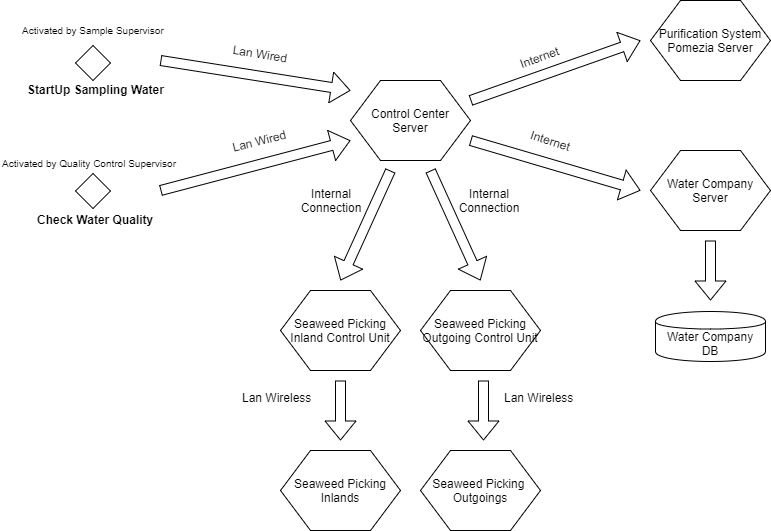 Activated by Sample Supervisor
StartUp Sampling Water
Lan Wired
Internet
Purification System
Pomezia Server
Control Center
Server
Activated by Quality Control Supervisor
Check Water Quality
Lan Wired
Internet
Water Company
Server
Internal
Connection
Internal
Connection
Seaweed Picking
Inland Control Unit
Seaweed Picking
Outgoing Control Unit
Water Company
DB
Lan Wireless
Lan Wireless
Seaweed Picking
Inlands
Seaweed Picking
Outgoings